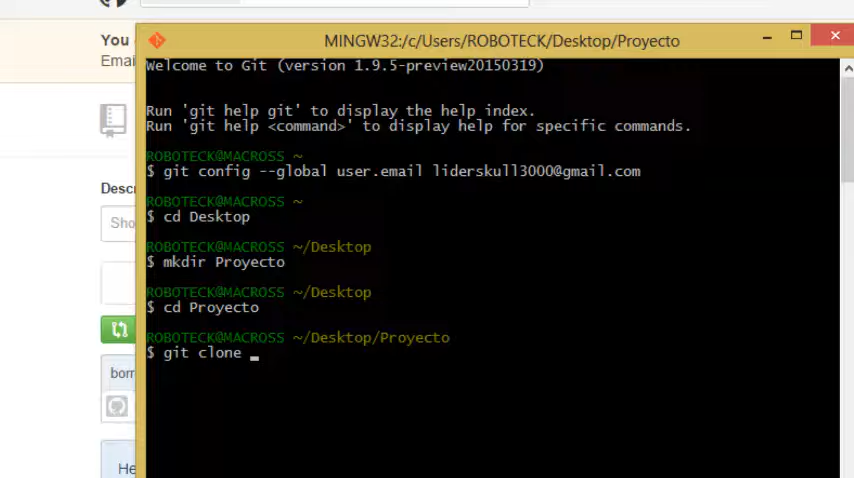 You
Emai
Descr
Sho
borr
He
MINGW32:/c/Users/ROBOTECK/Desktop/Proyecto
Welcome to Git (version 1.9.5-preview20150319)
Run 'git help git' to display the help index.
Run 'git help <command>' to display help for specific commands.
ROBOTECK@MACROSS ~
$ git config --global user.email liderskull3000@gmail.com
ROBOTECK@MACROSS ~
$ cd Desktop
ROBOTECK@MACROSS ~/Desktop
$ mkdir Proyecto
ROBOTECK@MACROSS ~/Desktop
$ cd Proyecto
ROBOTECK@MACROSS ~/Desktop/Proyecto
$ git clone _